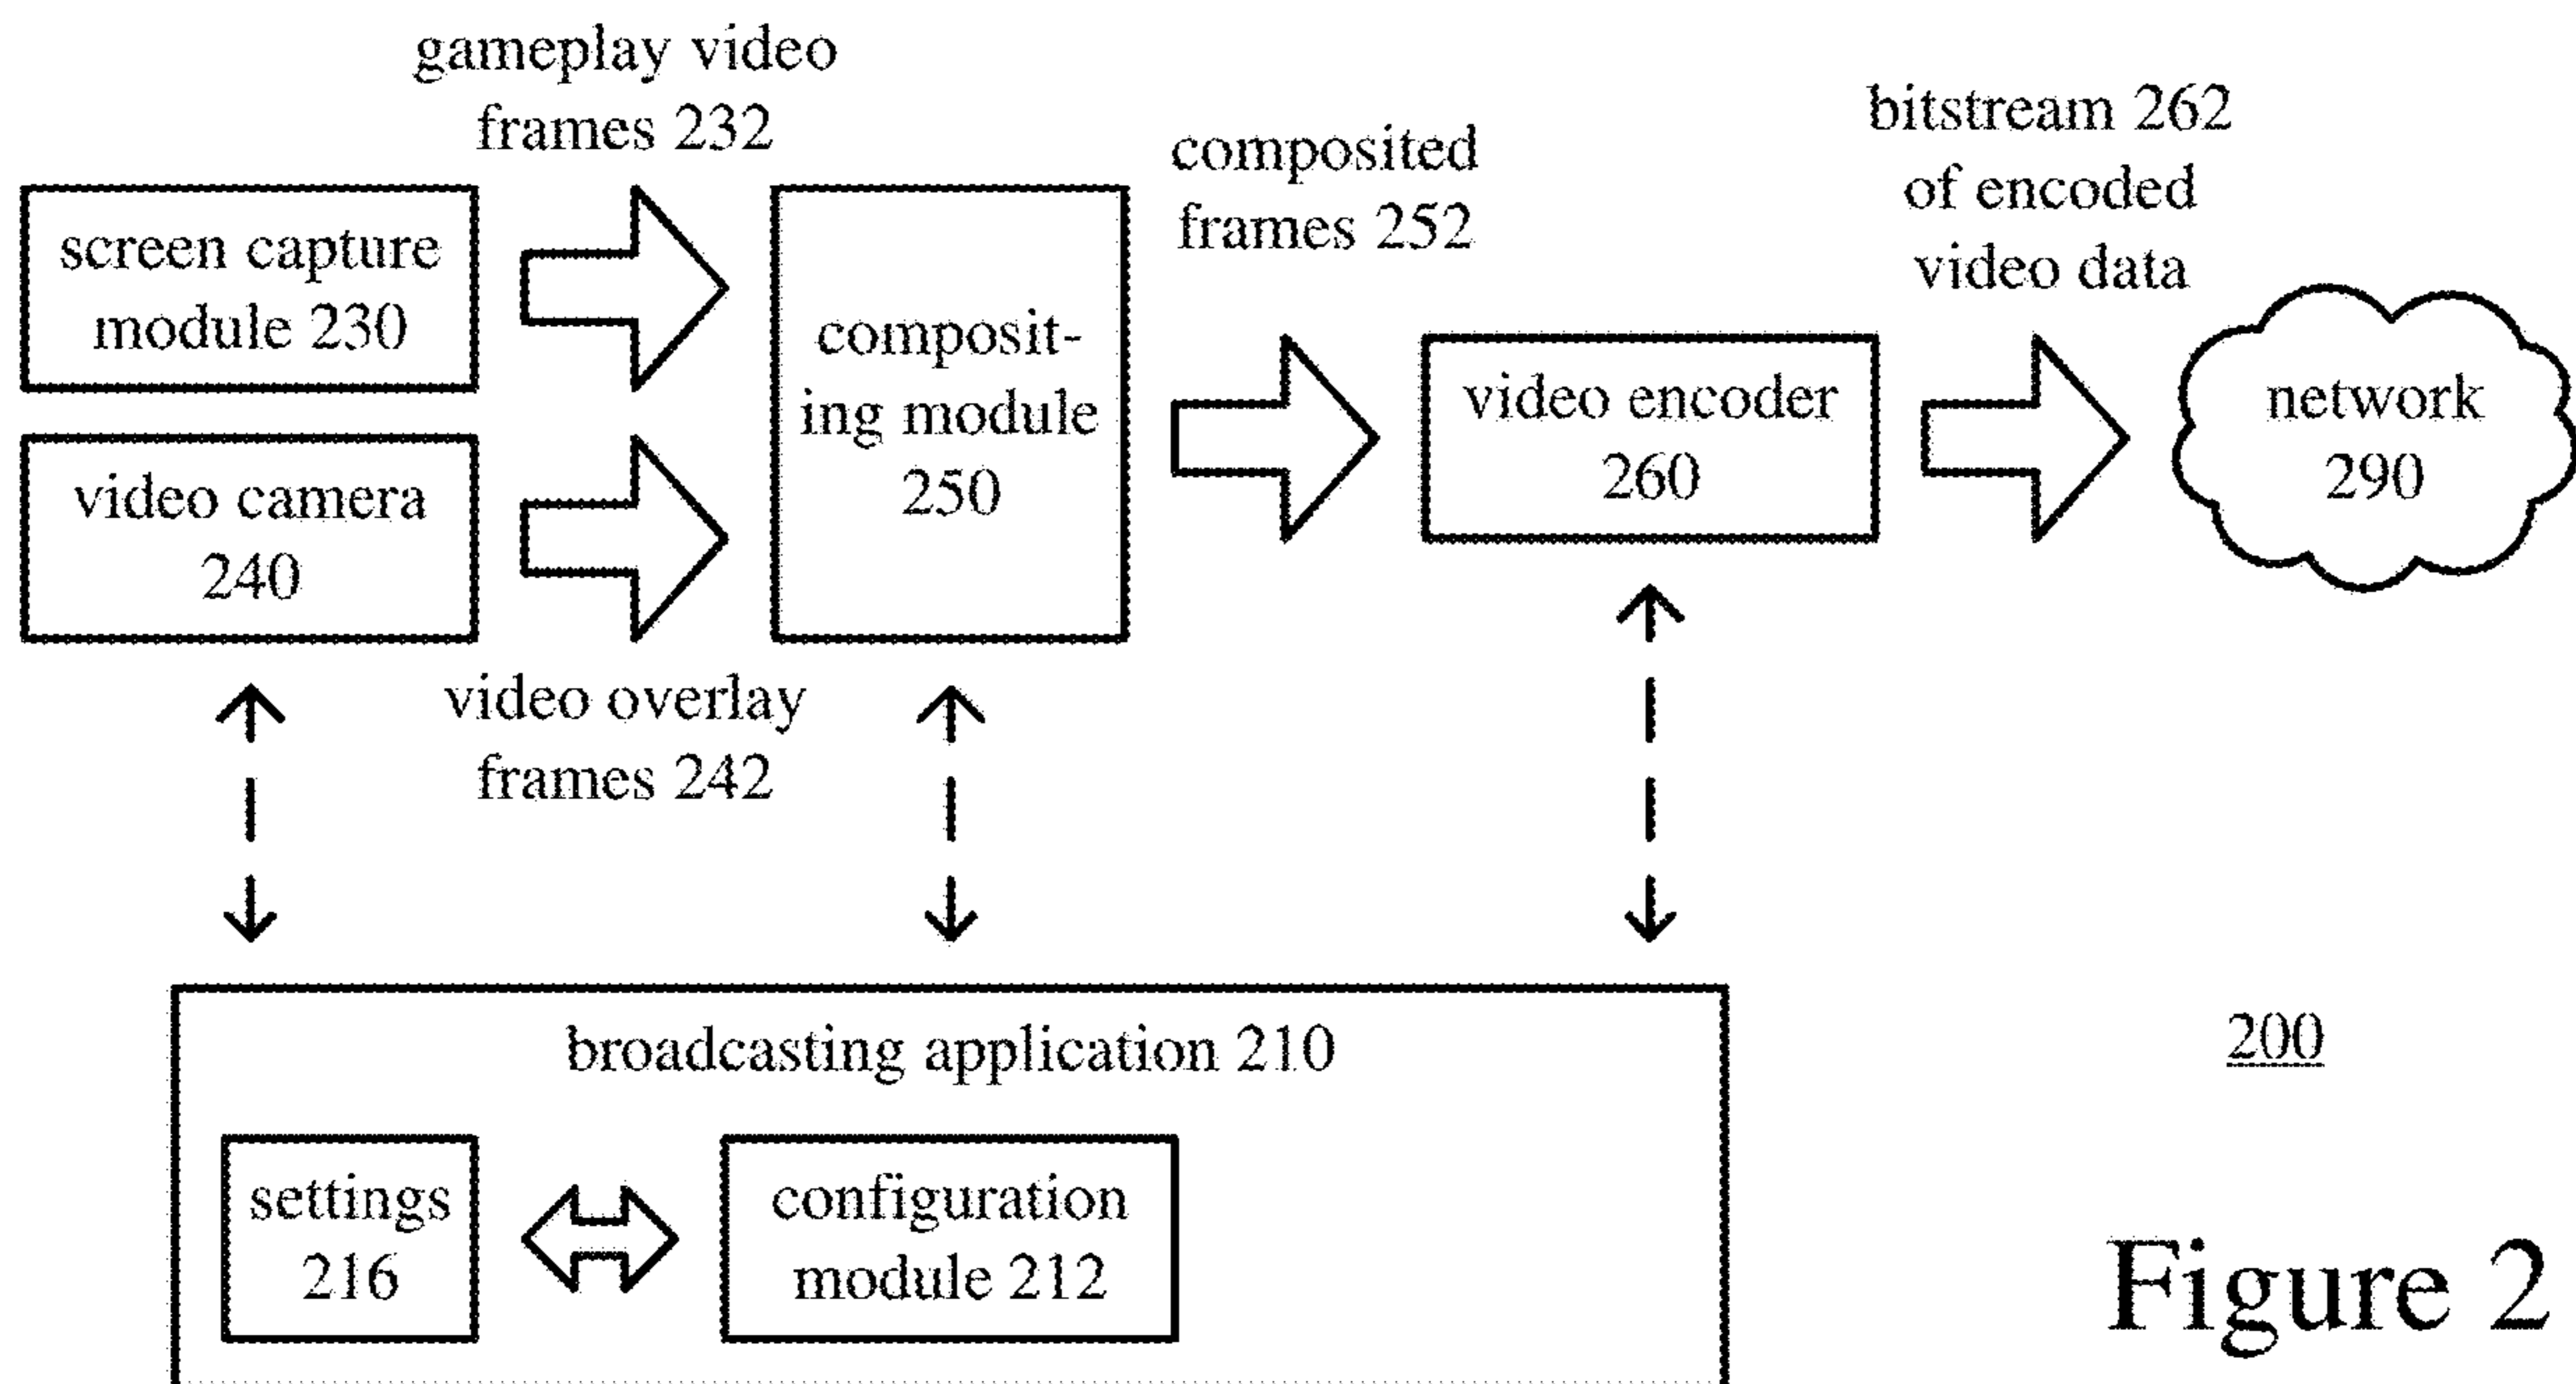 gameplay video
frames 232
screen capture
module 230
video camera
240
video overlay
frames 242
composit-
ing module
250
composited
frames 252
video encoder
260
bitstream 262
of encoded
video data
network
290
broadcasting application 210
settings
216
configuration
module 212
200
Figure 2